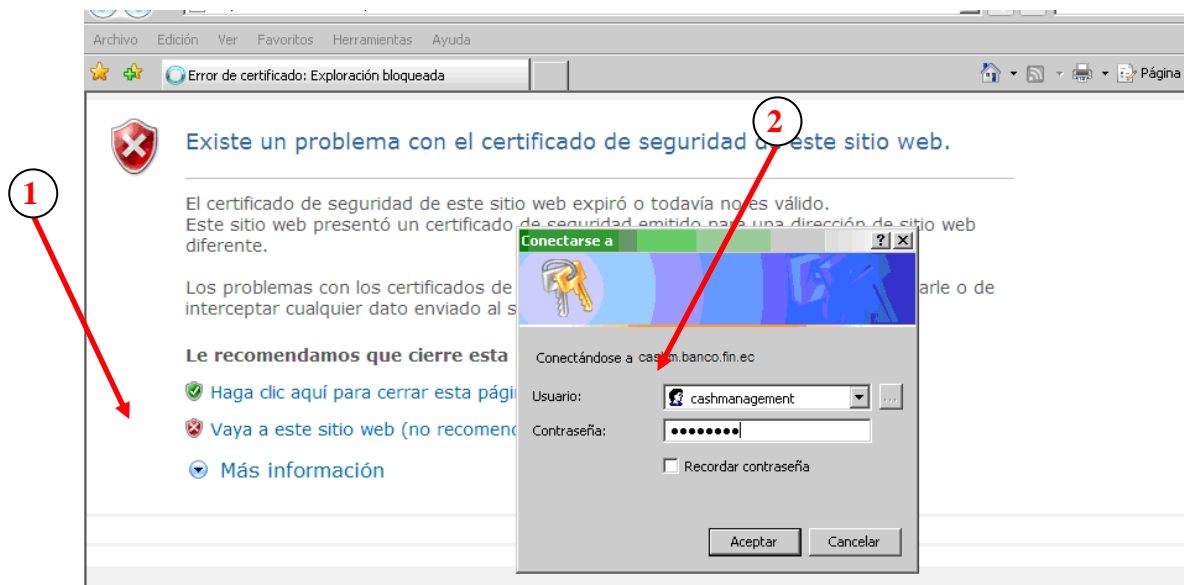 Archivo Edición Ver Favoritos Herramientas Ayuda
Error de certificado: Exploración bloqueada
Página
2
Existe un problema con el certificado de seguridad de este sitio web.
1
El certificado de seguridad de este sitio web expiró o todavía no es válido.
Este sitio web presentó un certificado de seguridad emitido para una dirección de sitio web
diferente.
Conectarse a
Los problemas con los certificados de
arle o de
interceptar cualquier dato enviado al s
Le recomendamos que cierre esta
Conectándose a cashm.banco.fin.ec
Haga clic aquí para cerrar esta pági
Usuario: cashmanagement
Vaya a este sitio web (no recomend
Contraseña: ••••••••
Recordar contraseña
Más información
Aceptar Cancelar